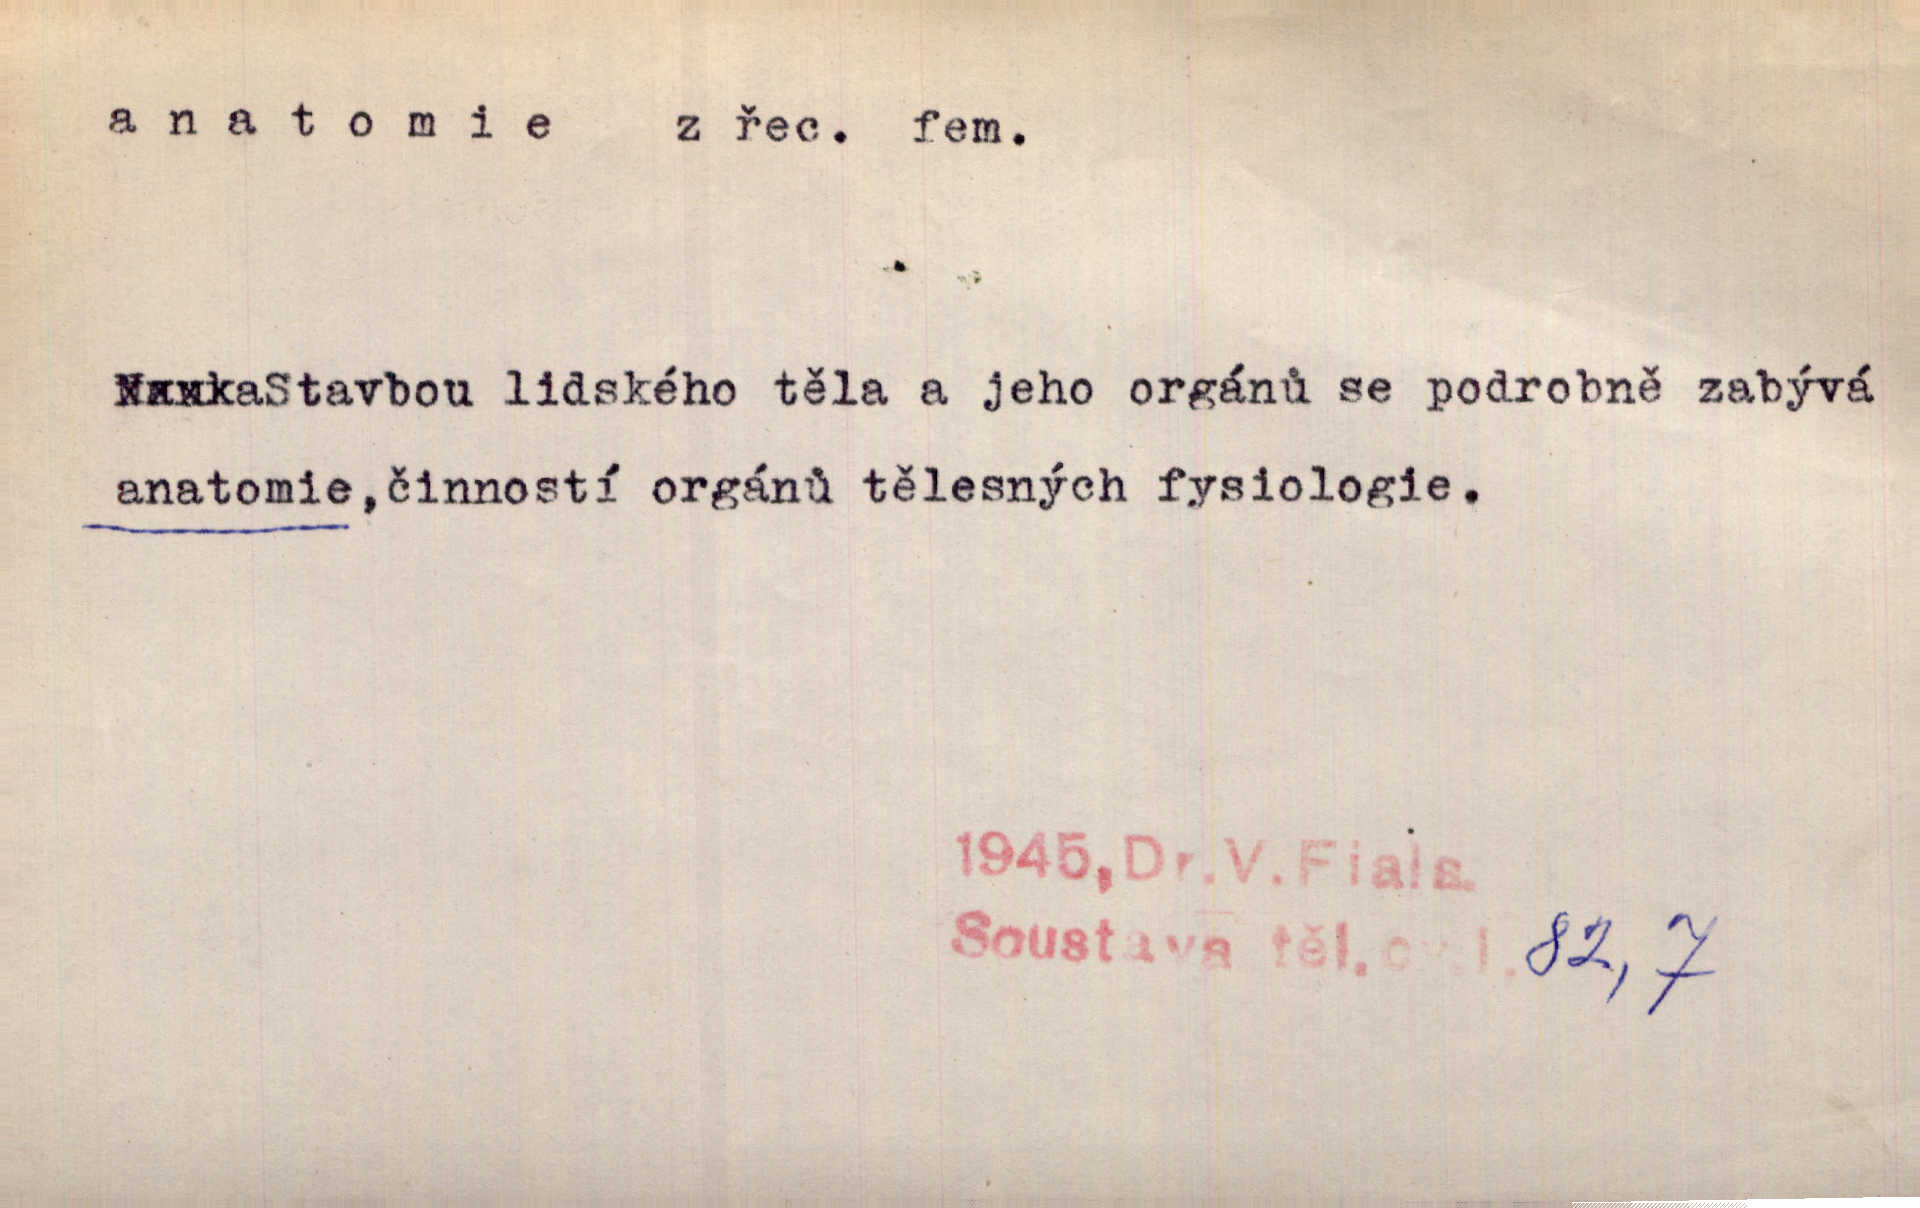 a n a t o m i e z řec. fem.
NaukaStavbou lidského těla a jeho orgánů se podrobně zabývá
anatomie,činností orgánů tělesných fysiologie.
1945,Dr.V.Fiala
Soustava těl. 82,7